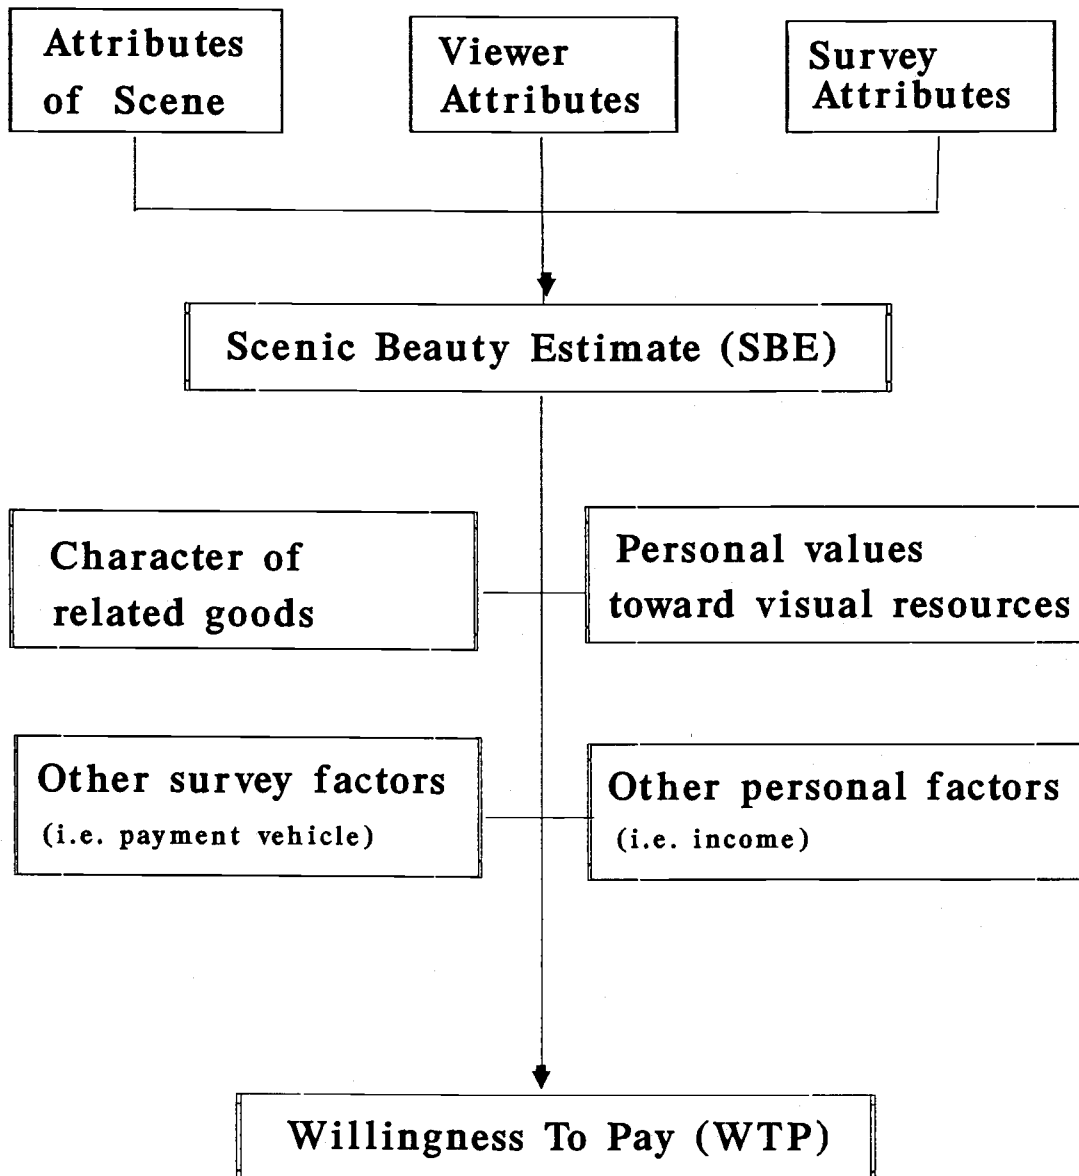 Attributes
of Scene
Viewer
Attributes
Survey
Attributes
Scenic Beauty Estimate (SBE)
Character of
related goods
Personal values
toward visual resources
Other survey factors
(i.e. payment vehicle)
Other personal factors
(i.e. income)
Willingness To Pay (WTP)